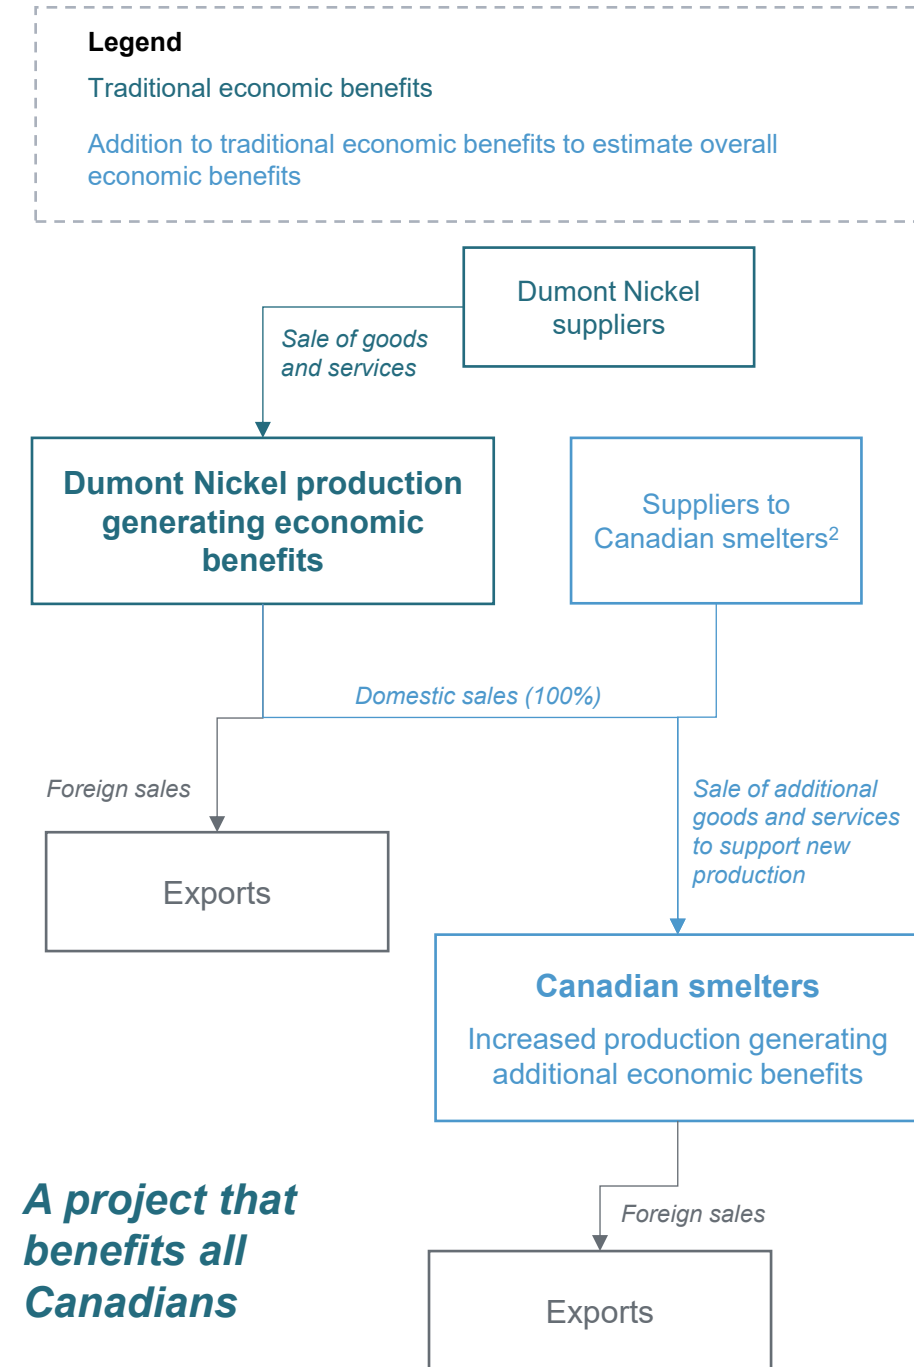 Legend
Traditional economic benefits
Addition to traditional economic benefits to estimate overall
economic benefits
Dumont Nickel
suppliers
Sale of goods
and services
Dumont Nickel production
generating economic
benefits
Suppliers to
Canadian smelters²
Domestic sales (100%)
Foreign sales
Sale of additional
goods and services
to support new
production
Exports
Canadian smelters
Increased production generating
additional economic benefits
A project that
benefits all
Canadians
Foreign sales
Exports